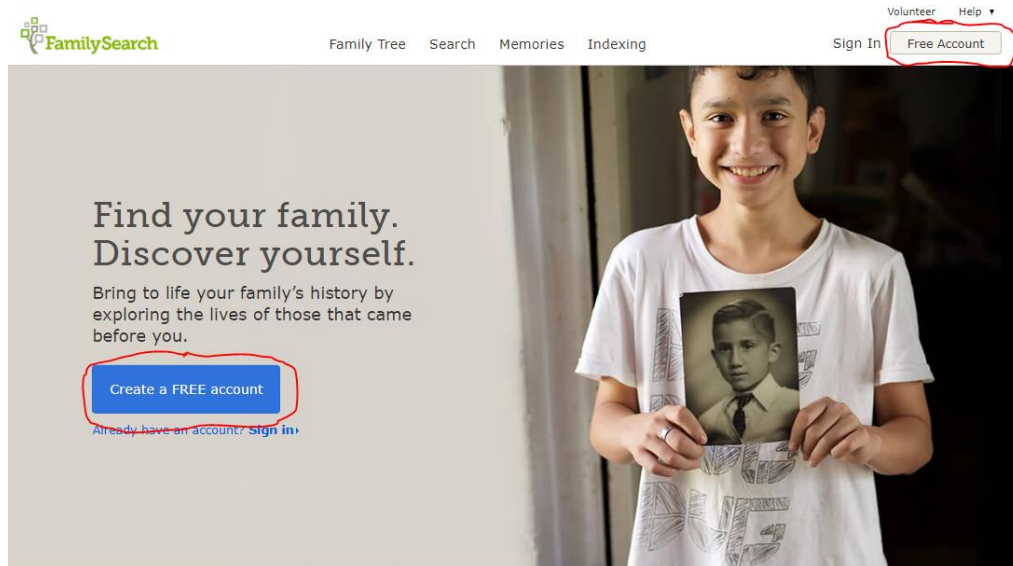 Volunteer Help ▾
FamilySearch Family Tree Search Memories Indexing Sign In Free Account
Find your family.
Discover yourself.
Bring to life your family's history by
exploring the lives of those that came
before you.
Create a FREE account
Already have an account? Sign in›
DUE